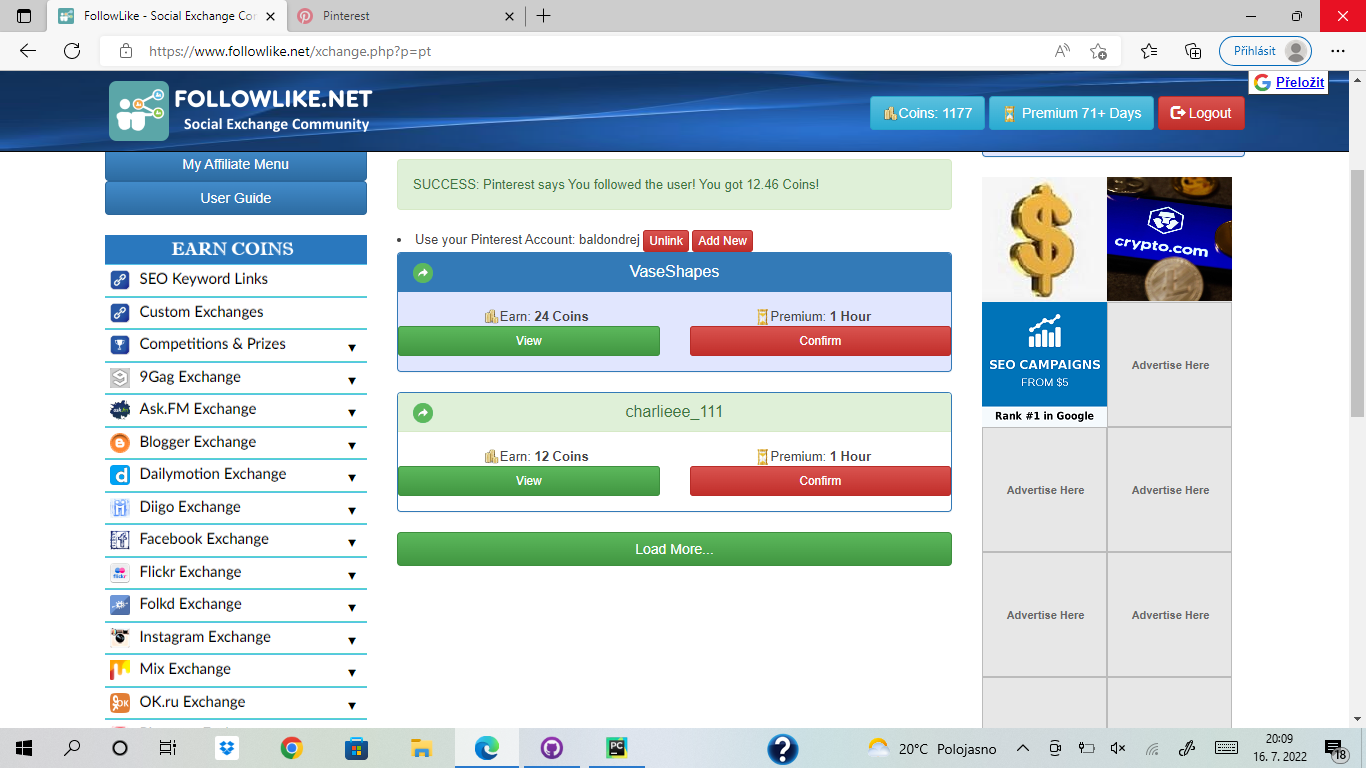 FollowLike - Social Exchange Cor
Pinterest
https://www.followlike.net/xchange.php?p=pt
Přihlásit
Přeložit
FOLLOWLIKE.NET
Social Exchange Community
Coins: 1177
Premium 71+ Days
Logout
My Affiliate Menu
User Guide
EARN COINS
SEO Keyword Links
Custom Exchanges
Competitions & Prizes
9Gag Exchange
Ask.FM Exchange
Blogger Exchange
Dailymotion Exchange
Diigo Exchange
Facebook Exchange
Flickr Exchange
Folkd Exchange
Instagram Exchange
Mix Exchange
OK.ru Exchange
SUCCESS: Pinterest says You followed the user! You got 12.46 Coins!
Use your Pinterest Account: baldondrej Unlink Add New
VaseShapes
Earn: 24 Coins
Premium: 1 Hour
View
Confirm
charlieee_111
Earn: 12 Coins
Premium: 1 Hour
View
Confirm
Load More...
crypto.com
SEO CAMPAIGNS
FROM $5
Rank #1 in Google
Advertise Here
Advertise Here
Advertise Here
Advertise Here
Advertise Here
20°C Polojasno
20:09
16. 7. 2022
18